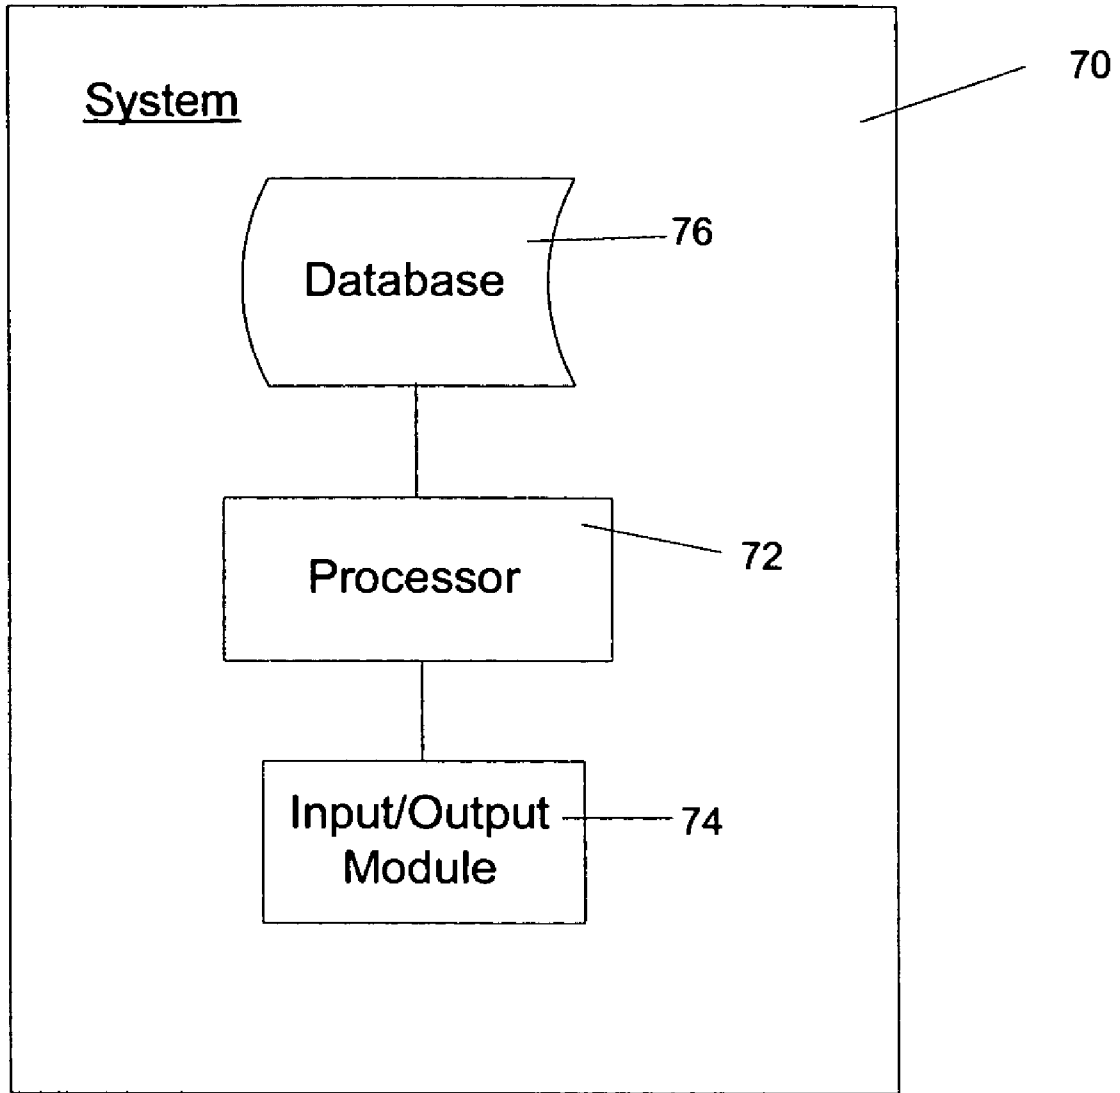 70
System
76
Database
72
Processor
Input/Output
Module
74